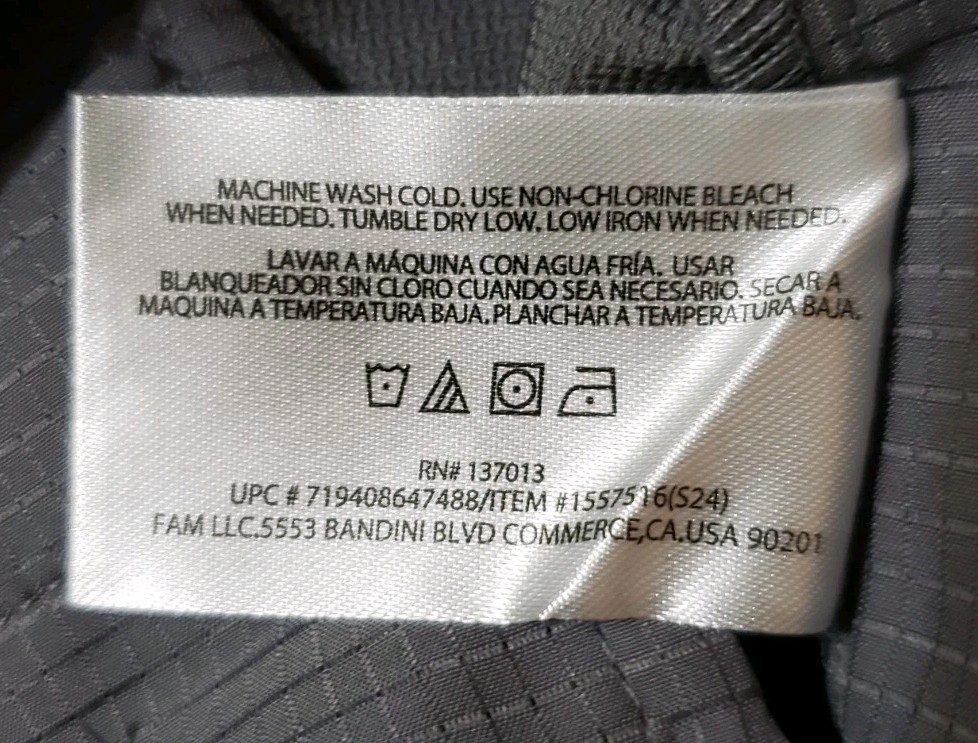 MACHINE WASH COLD. USE NON-CHLORINE BLEACH
WHEN NEEDED. TUMBLE DRY LOW. LOW IRON WHEN NEEDED.
LAVAR A MÁQUINA CON AGUA FRÍA. USAR
BLANQUEADOR SIN CLORO CUANDO SEA NECESARIO. SECAR A
MAQUINA A TEMPERATURA BAJA. PLANCHAR A TEMPERATURA BAJA.
RN# 137013
UPC # 719408647488/ITEM #1557516(S24)
FAM LLC.5553 BANDINI BLVD COMMERCE,CA.USA 90201